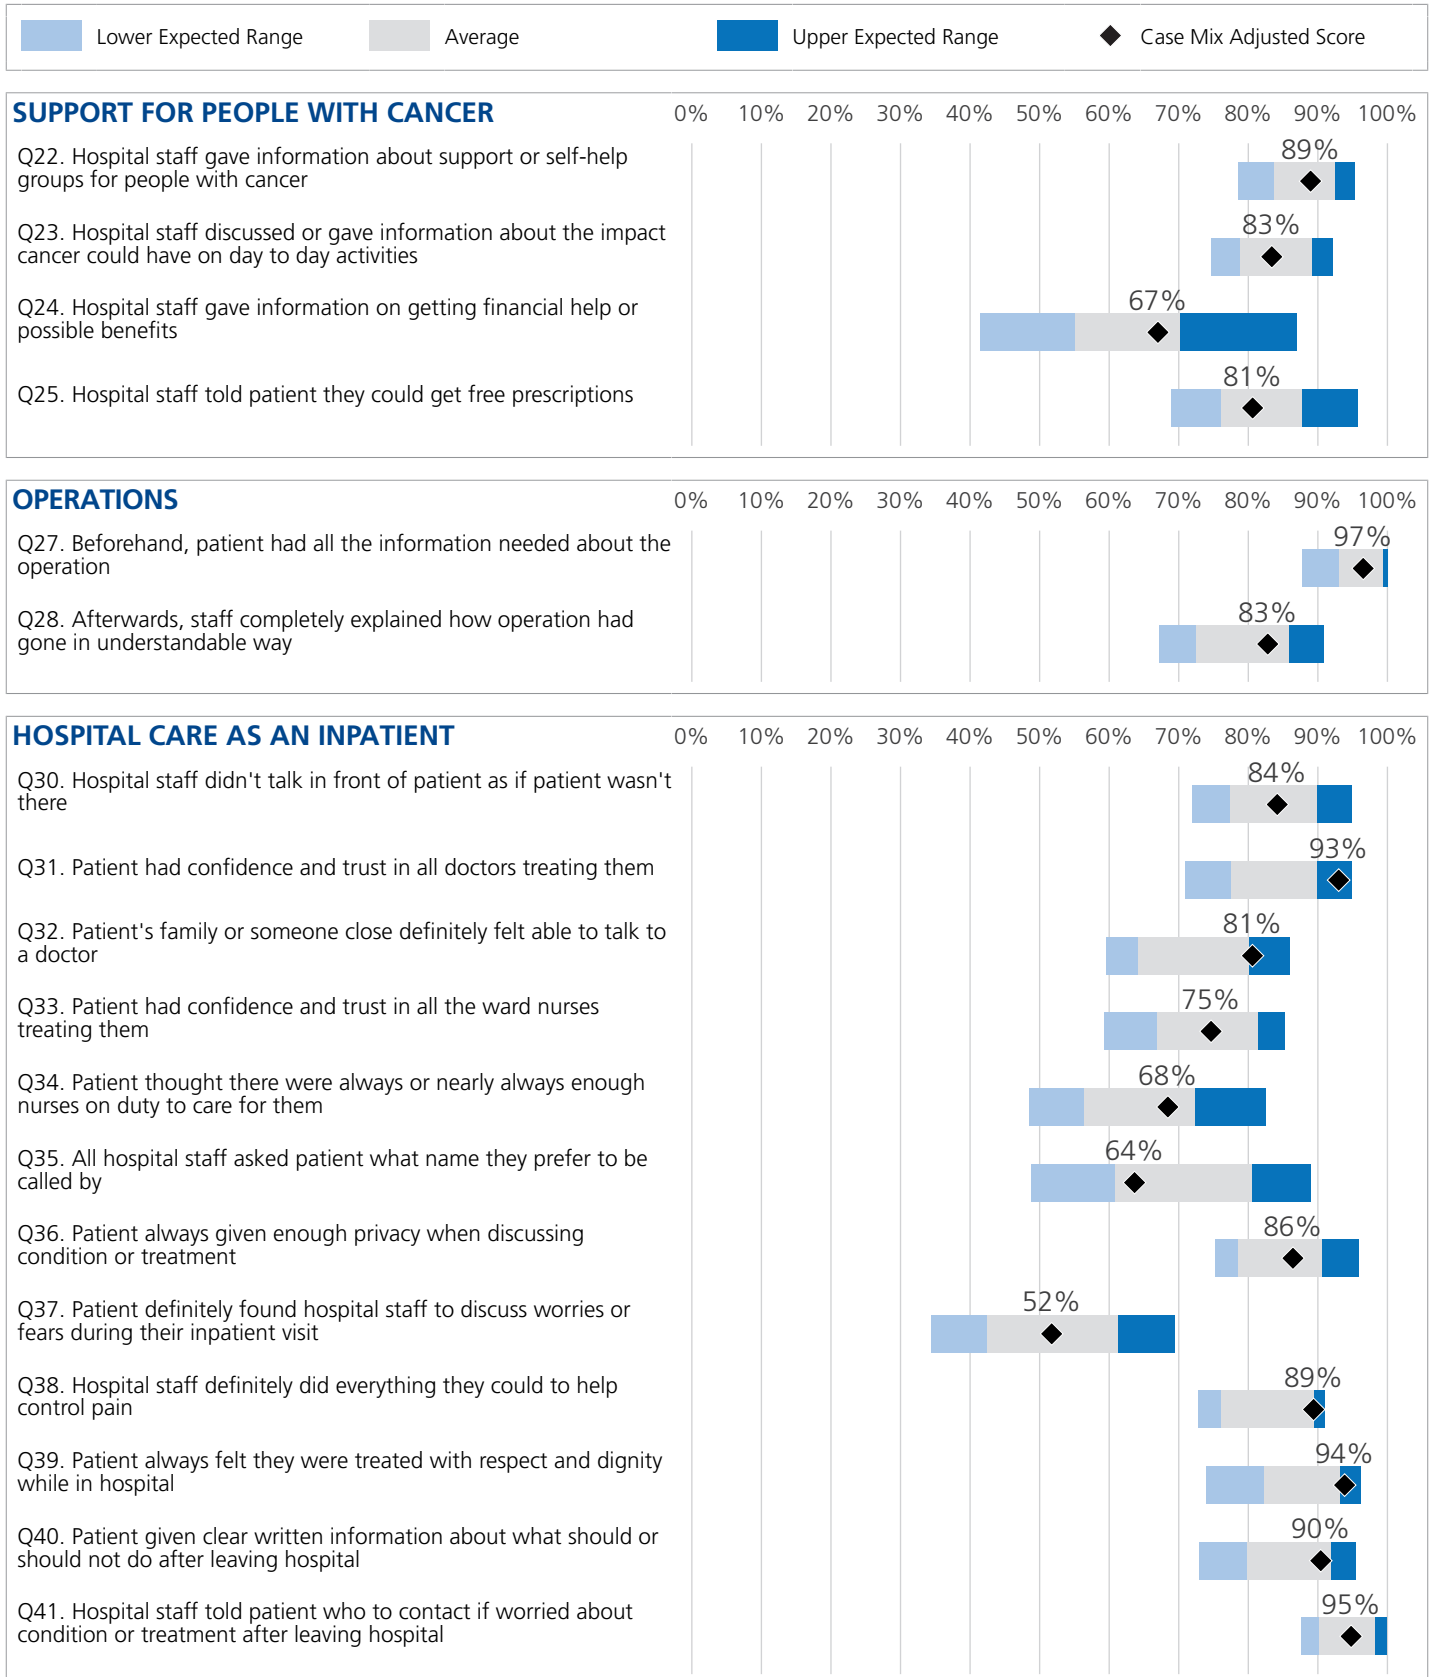 Lower Expected Range Average Upper Expected Range Case Mix Adjusted Score
SUPPORT FOR PEOPLE WITH CANCER 0% 10% 20% 30% 40% 50% 60% 70% 80% 90% 100%
89%
Q22. Hospital staff gave information about support or self-help
groups for people with cancer
83%
Q23. Hospital staff discussed or gave information about the impact
cancer could have on day to day activities
67%
Q24. Hospital staff gave information on getting financial help or
possible benefits
81%
Q25. Hospital staff told patient they could get free prescriptions
OPERATIONS 0% 10% 20% 30% 40% 50% 60% 70% 80% 90% 100%
97%
Q27. Beforehand, patient had all the information needed about the
operation
83%
Q28. Afterwards, staff completely explained how operation had
gone in understandable way
HOSPITAL CARE AS AN INPATIENT 0% 10% 20% 30% 40% 50% 60% 70% 80% 90% 100%
84%
Q30. Hospital staff didn't talk in front of patient as if patient wasn't
there
93%
Q31. Patient had confidence and trust in all doctors treating them
81%
Q32. Patient's family or someone close definitely felt able to talk to
a doctor
75%
Q33. Patient had confidence and trust in all the ward nurses
treating them
68%
Q34. Patient thought there were always or nearly always enough
nurses on duty to care for them
64%
Q35. All hospital staff asked patient what name they prefer to be
called by
86%
Q36. Patient always given enough privacy when discussing
condition or treatment
52%
Q37. Patient definitely found hospital staff to discuss worries or
fears during their inpatient visit
89%
Q38. Hospital staff definitely did everything they could to help
control pain
94%
Q39. Patient always felt they were treated with respect and dignity
while in hospital
90%
Q40. Patient given clear written information about what should or
should not do after leaving hospital
95%
Q41. Hospital staff told patient who to contact if worried about
condition or treatment after leaving hospital